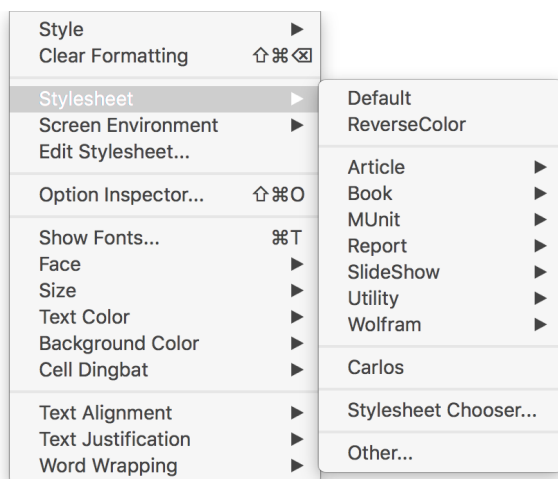 Style ▶
Clear Formatting ⇧⌘⌫
Stylesheet ▶
Screen Environment ▶
Edit Stylesheet...
Option Inspector... ⇧⌘O
Show Fonts... ⌘T
Face ▶
Size ▶
Text Color ▶
Background Color ▶
Cell Dingbat ▶
Text Alignment ▶
Text Justification ▶
Word Wrapping ▶
Default
ReverseColor
Article ▶
Book ▶
MUnit ▶
Report ▶
SlideShow ▶
Utility ▶
Wolfram ▶
Carlos
Stylesheet Chooser...
Other...